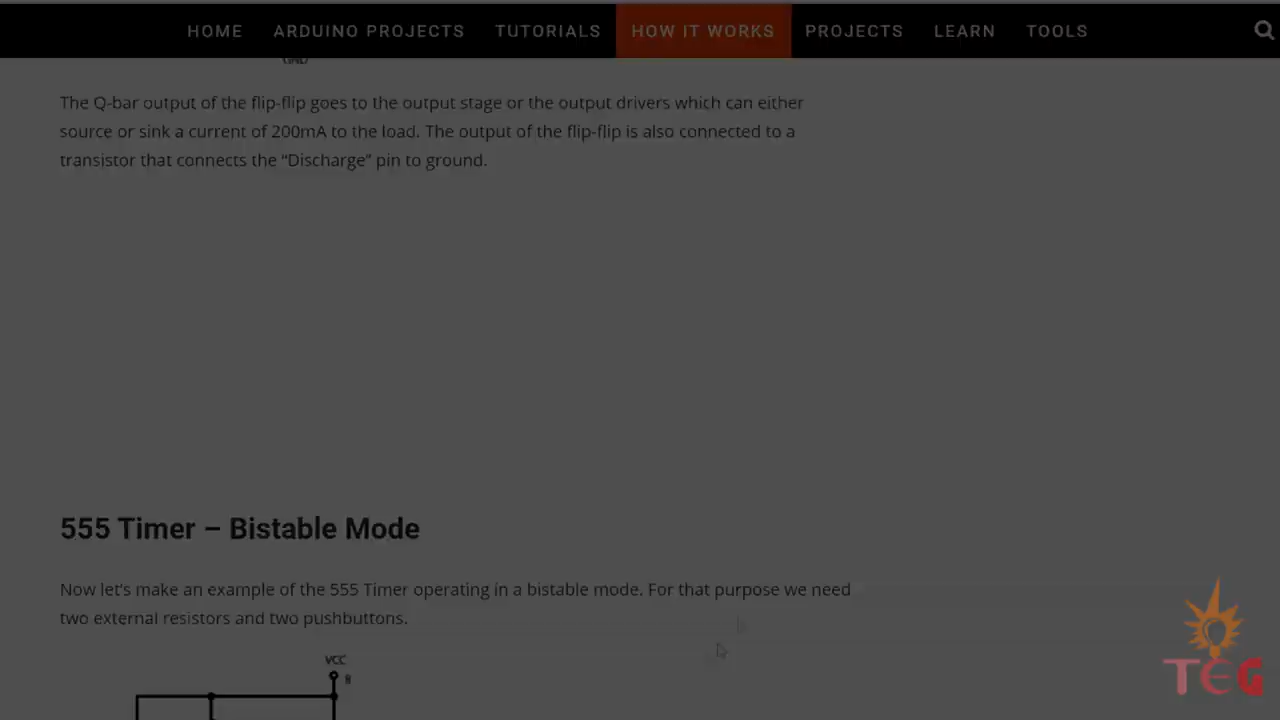 HOME ARDUINO PROJECTS TUTORIALS HOW IT WORKS PROJECTS LEARN TOOLS
The Q-bar output of the flip-flip goes to the output stage or the output drivers which can either
source or sink a current of 200mA to the load. The output of the flip-flip is also connected to a
transistor that connects the “Discharge” pin to ground.
555 Timer – Bistable Mode
Now let's make an example of the 555 Timer operating in a bistable mode. For that purpose we need
two external resistors and two pushbuttons.
VCC
8
TEG